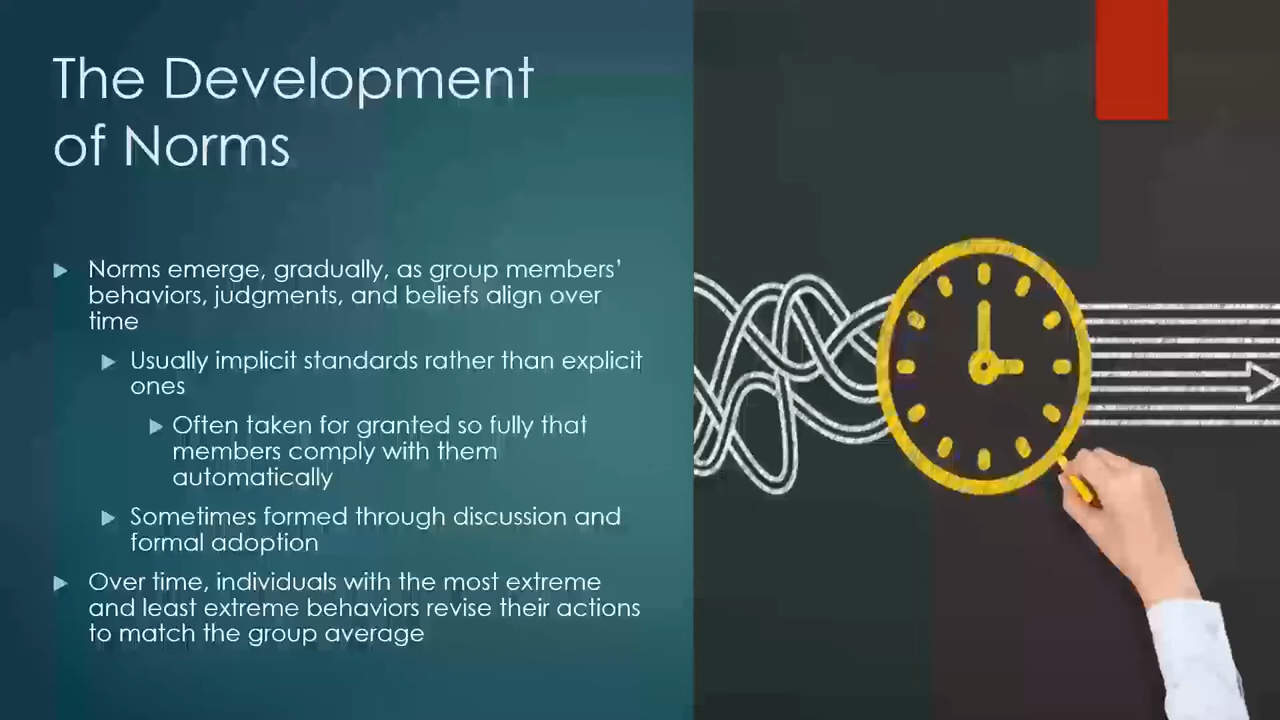 The Development
of Norms
Norms emerge, gradually, as group members’
behaviors, judgments, and beliefs align over
time
Usually implicit standards rather than explicit
ones
Often taken for granted so fully that
members comply with them
automatically
Sometimes formed through discussion and
formal adoption
Over time, individuals with the most extreme
and least extreme behaviors revise their actions
to match the group average